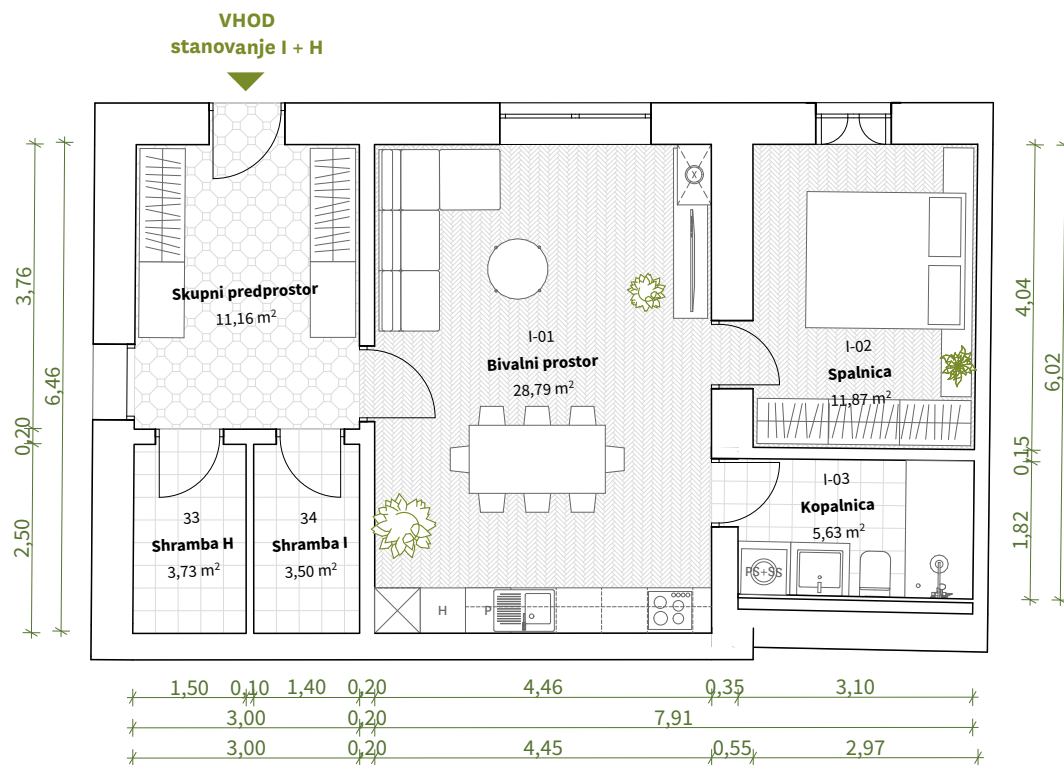 VHOD
stanovanje I + H
X
Skupni predprostor
11,16 m²
I-01
Bivalni prostor
28,79 m²
I-02
Spalnica
11,87 m²
33
Shramba H
3,73 m²
34
Shramba I
3,50 m²
I-03
Kopalnica
5,63 m²
PS+SS
H
P
3,76
0,20
2,50
6,46
4,04
0,15
1,82
6,02
1,50 0,10 1,40 0,20 4,46 0,35 3,10
3,00 0,20 7,91
3,00 0,20 4,45 0,55 2,97